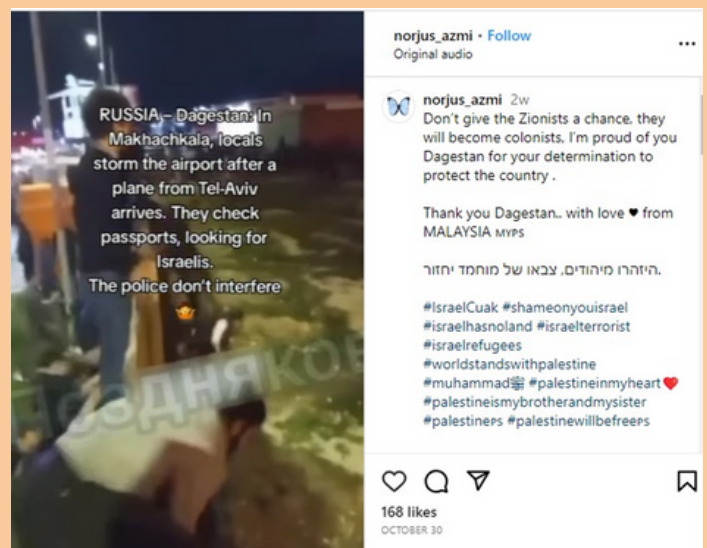 RUSSIA – Dagestan: In
Makhachkala, locals
storm the airport after a
plane from Tel-Aviv
arrives. They check
passports, looking for
Israelis.
The police don't interfere
norjus_azmi • Follow
Original audio
norjus_azmi 2w
Don't give the Zionists a chance, they
will become colonists, I'm proud of you
Dagestan for your determination to
protect the country .
Thank you Dagestan.. with love ♥ from
MALAYSIA MYPS
היזהרו מיהודים, צבאו של מוחמד יחזור.
#IsraelCuak #shameonyouisrael
#israelhasnoland #israelterrorist
#israelrefugees
#worldstandswithpalestine
#muhammadﷺ #palestineinmyheart❤️
#palestineismybrotherandmysister
#palestineps #palestinewillbefreeps
168 likes
OCTOBER 30